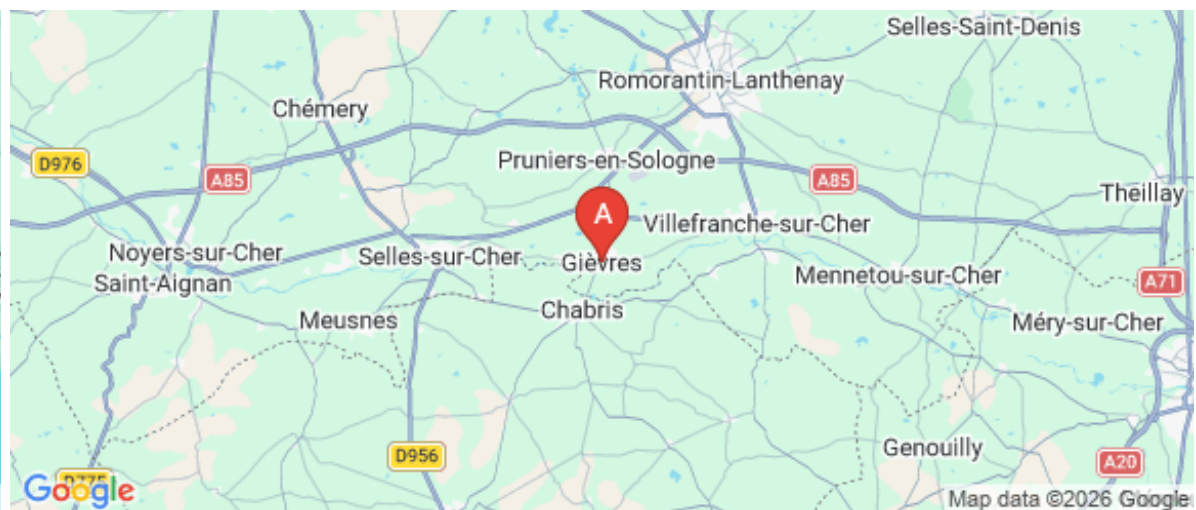 Selles-Saint-Denis
Romorantin-Lanthenay
Chémery
D976
Pruniers-en-Sologne
A85
A85
Theillay
A
Villefranche-sur-Cher
Noyers-sur-Cher
Selles-sur-Cher
Gièvres
Saint-Aignan
Mennetou-sur-Cher
A71
Chabris
Meusnes
Méry-sur-Cher
Genouilly
D956
A20
D775
Google
Map data ©2026 Google